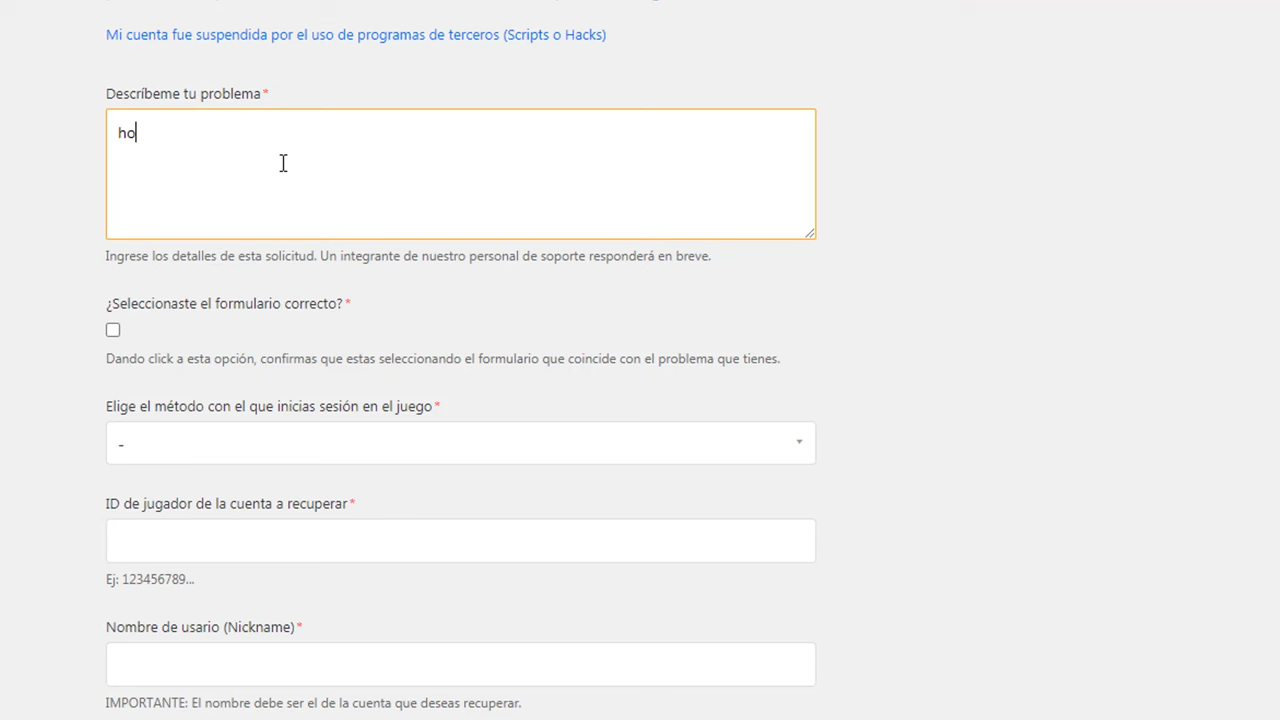 Mi cuenta fue suspendida por el uso de programas de terceros (Scripts o Hacks)
Descríbeme tu problema*
ho
Ingrese los detalles de esta solicitud. Un integrante de nuestro personal de soporte responderá en breve.
¿Seleccionaste el formulario correcto?*
Dando click a esta opción, confirmas que estas seleccionando el formulario que coincide con el problema que tienes.
Elige el método con el que inicias sesión en el juego*
-
ID de jugador de la cuenta a recuperar*
Ej: 123456789...
Nombre de usario (Nickname)*
IMPORTANTE: El nombre debe ser el de la cuenta que deseas recuperar.